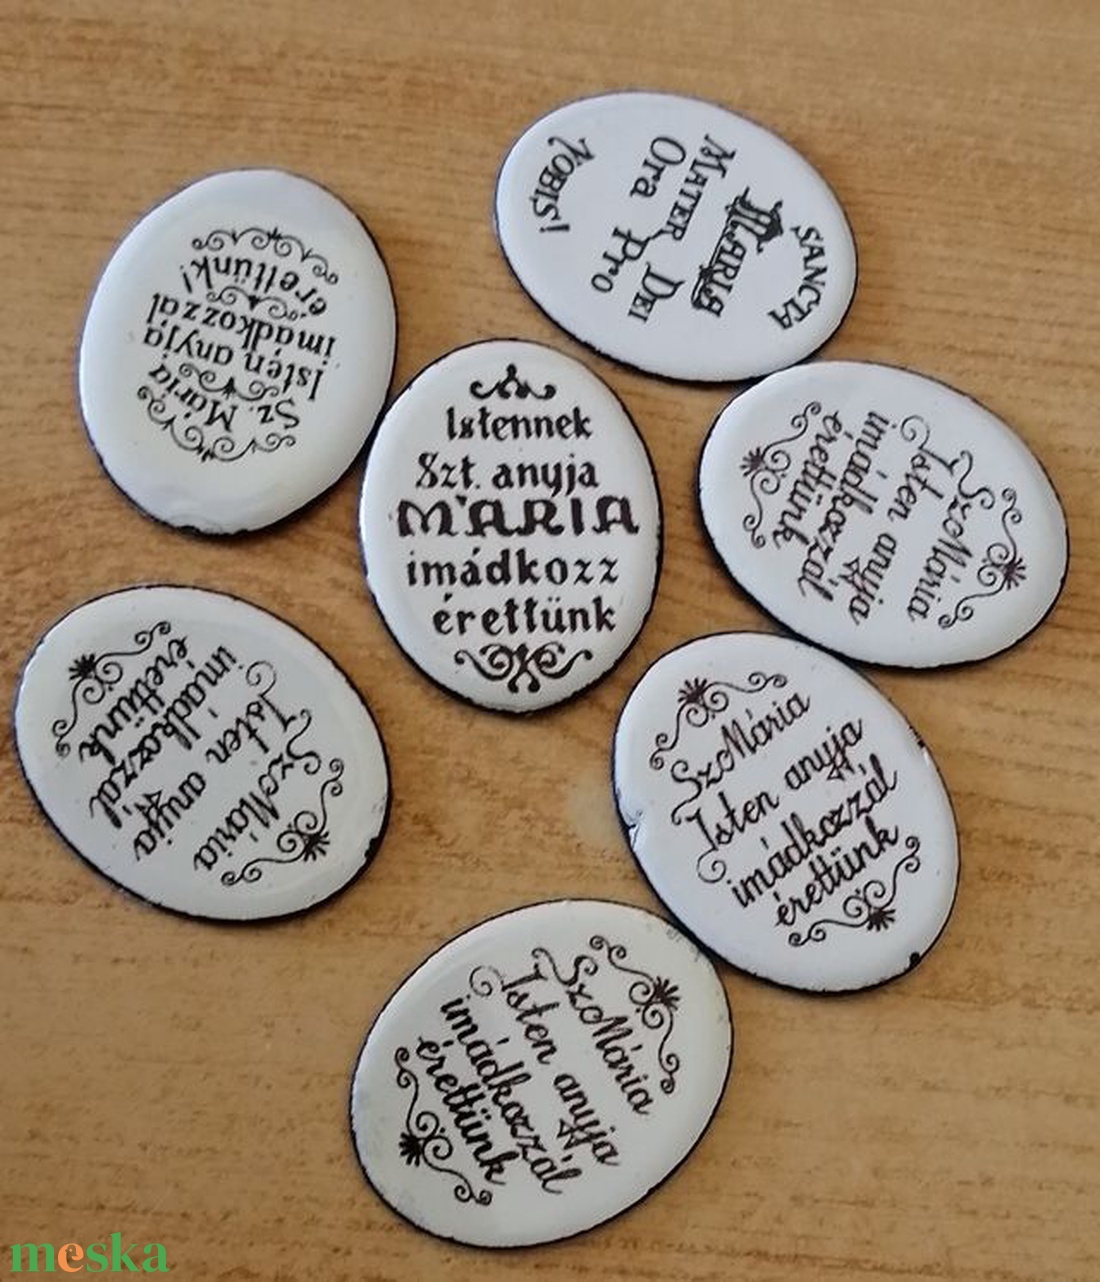 SANCTA
MARIA
MATER DEI
Ora Pro
NOBIS!
Sz. Mária
Istén anyja
imádkozzál
érettünk!
Istennek
Szt. anyja
MÁRIA
imádkozz
érettünk
Sz. Mária
Isten anyja
imádkozzál
érettünk
Sz. Mária
Isten anyja
imádkozzál
érettünk
Sz. Mária
Isten anyja
imádkozzál
érettünk
Sz. Mária
Isten anyja
imádkozzál
érettünk
meska